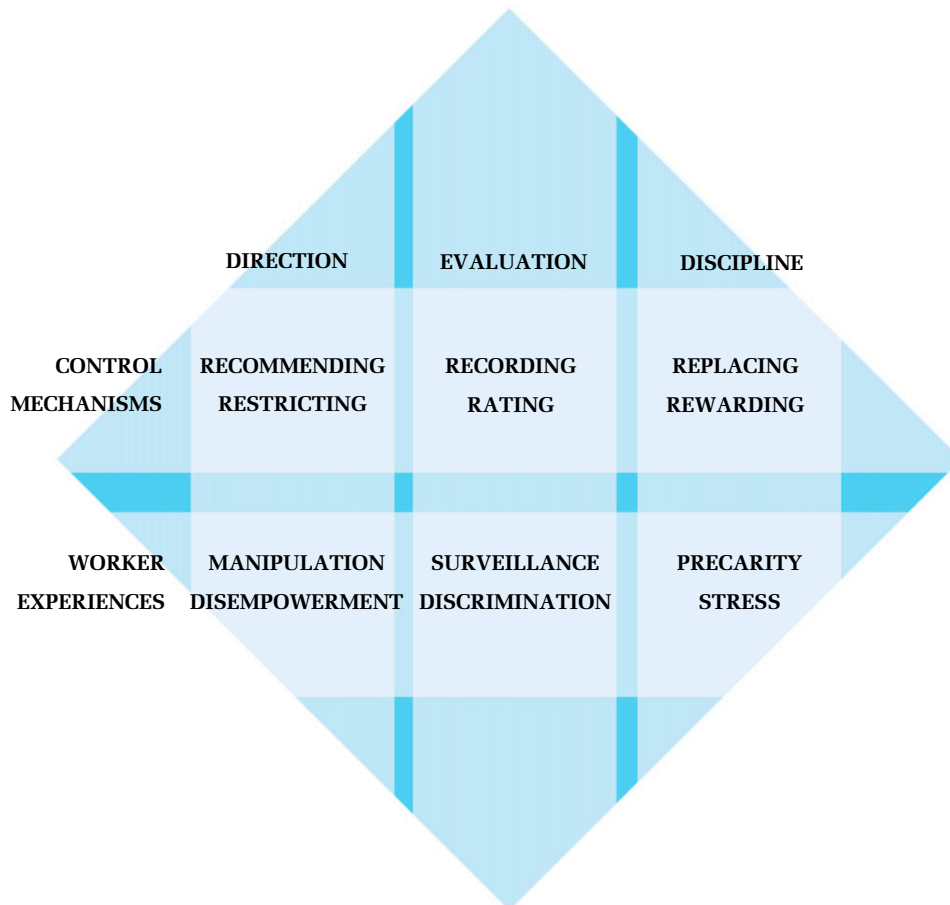 DIRECTION EVALUATION DISCIPLINE
CONTROL MECHANISMS
RECOMMENDING RESTRICTING
RECORDING RATING
REPLACING REWARDING
WORKER EXPERIENCES
MANIPULATION DISEMPOWERMENT
SURVEILLANCE DISCRIMINATION
PRECARITY STRESS